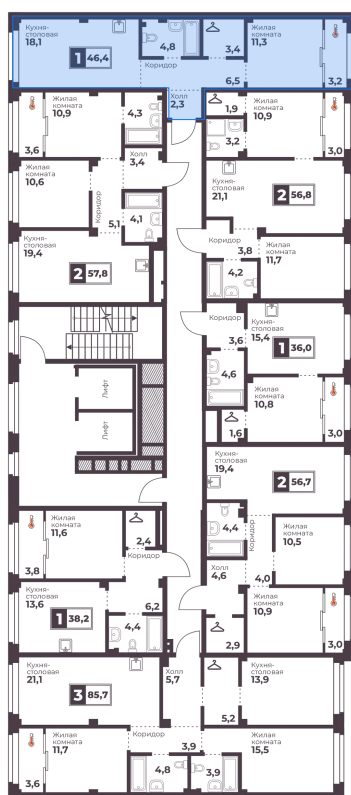 Кухня-
столовая
18,1
4,8
3,4
11,3
Жилая
комната
1 46,4
Коридор
6,5
3,2
Холл
2,3
Жилая
комната
10,9
4,3
3,6
1,9
Жилая
комната
10,9
3,2
3,0
Холл
3,4
Жилая
комната
10,6
Кухня-
столовая
21,1
2 56,8
Коридор
5,1
4,1
Кухня-
столовая
19,4
2 57,8
Коридор
3,8
Жилая
комната
11,7
4,2
Коридор
3,6
Кухня-
столовая
15,4
1 36,0
4,6
Лифт
Лифт
Жилая
комната
10,8
1,6
3,0
Кухня-
столовая
19,4
2 56,7
Жилая
комната
11,6
2,4
3,8
Коридор
4,4
Коридор
Жилая
комната
10,5
Холл
4,6
4,0
Кухня-
столовая
13,6
6,2
1 38,2
4,4
Жилая
комната
10,9
2,9
3,0
Кухня-
столовая
21,1
Холл
5,7
3 85,7
Кухня-
столовая
13,9
5,2
Жилая
комната
11,7
3,6
Коридор
3,9
4,8
3,9
Жилая
комната
15,5